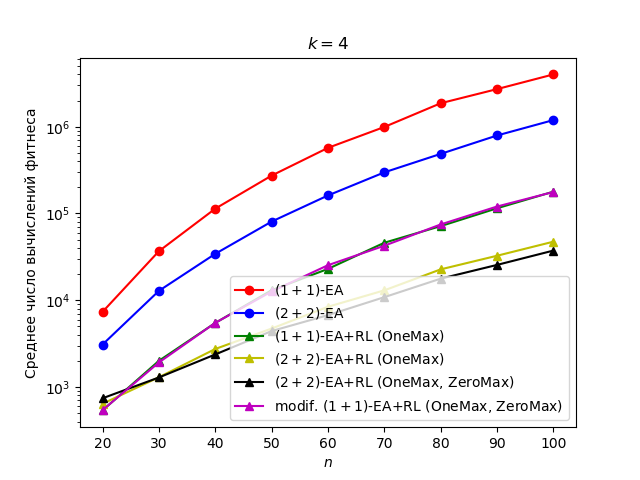 k = 4
Среднее число вычислений фитнеса
10^6
10^5
10^4
10^3
(1 + 1)-EA
(2 + 2)-EA
(1 + 1)-EA+RL (OneMax)
(2 + 2)-EA+RL (OneMax)
(2 + 2)-EA+RL (OneMax, ZeroMax)
modif. (1 + 1)-EA+RL (OneMax, ZeroMax)
20 30 40 50 60 70 80 90 100
n